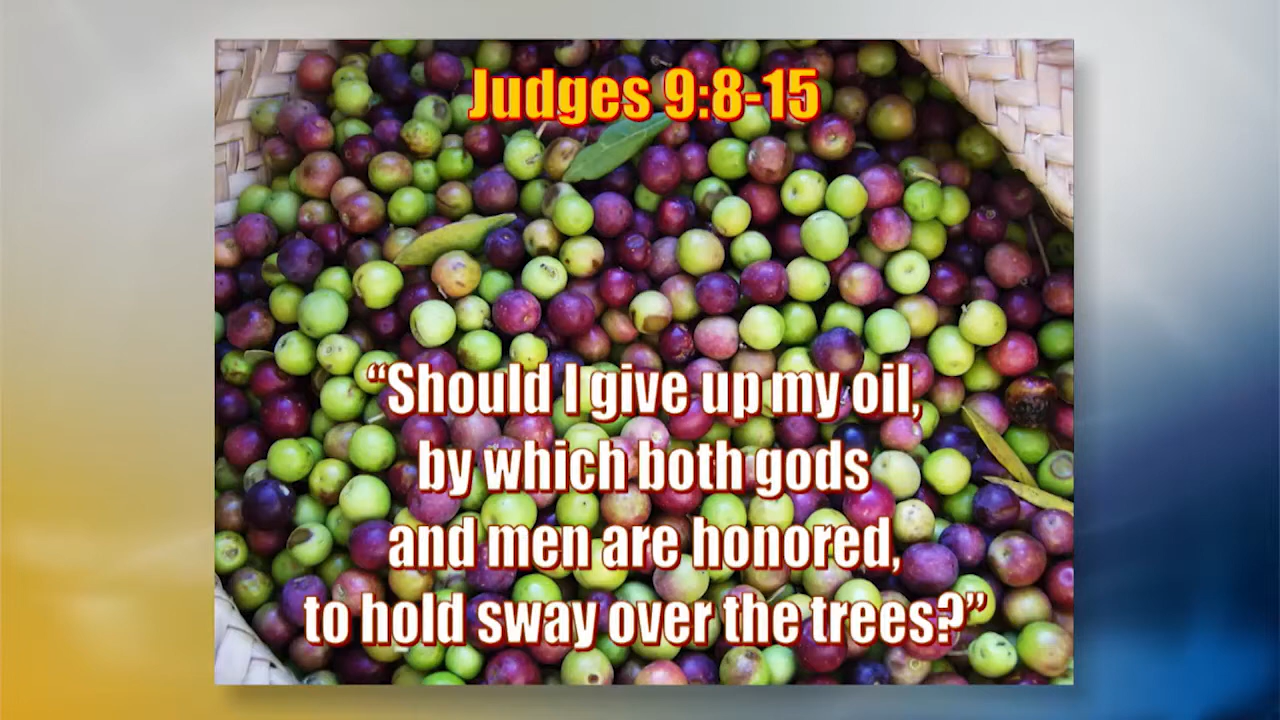 Judges 9:8-15
“Should I give up my oil,
by which both gods
and men are honored,
to hold sway over the trees?”